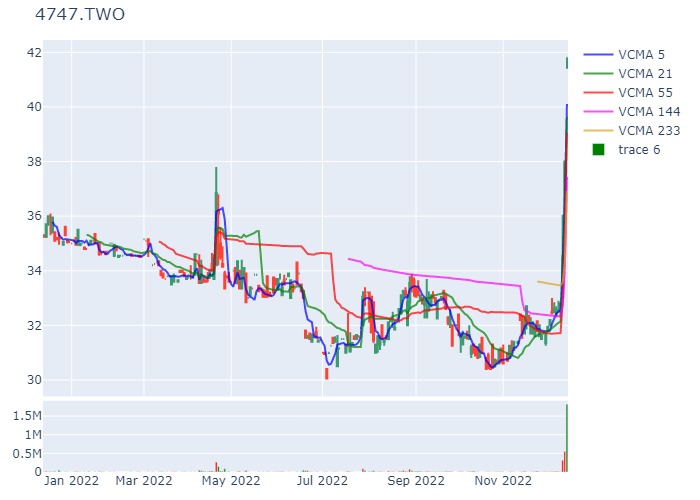 4747.TWO
42
40
38
36
34
32
30
1.5M
1M
0.5M
0
Jan 2022
Mar 2022
May 2022
Jul 2022
Sep 2022
Nov 2022
VCMA 5
VCMA 21
VCMA 55
VCMA 144
VCMA 233
trace 6